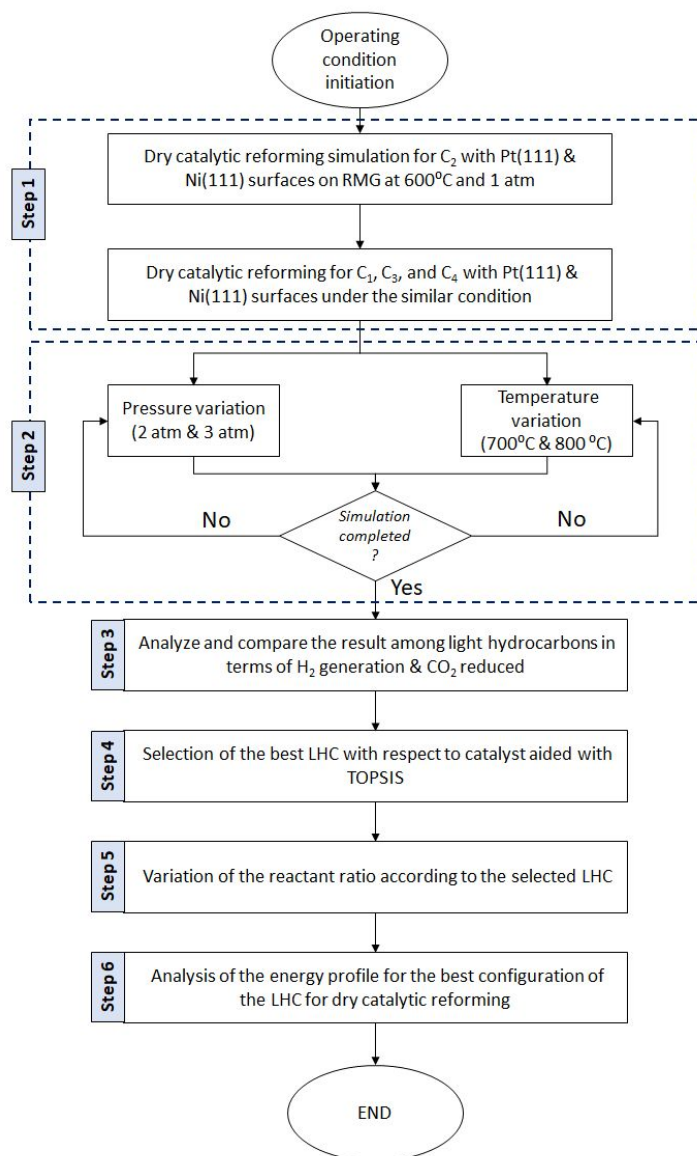 Operating
condition
initiation
Step 1
Dry catalytic reforming simulation for C₂ with Pt(111) &
Ni(111) surfaces on RMG at 600⁰C and 1 atm
Dry catalytic reforming for C₁, C₃, and C₄ with Pt(111) &
Ni(111) surfaces under the similar condition
Step 2
Pressure variation
(2 atm & 3 atm)
Temperature
variation
(700⁰C & 800 ⁰C)
No
Simulation
completed
?
No
Yes
Step 3
Analyze and compare the result among light hydrocarbons in
terms of H₂ generation & CO₂ reduced
Step 4
Selection of the best LHC with respect to catalyst aided with
TOPSIS
Step 5
Variation of the reactant ratio according to the selected LHC
Step 6
Analysis of the energy profile for the best configuration of
the LHC for dry catalytic reforming
END